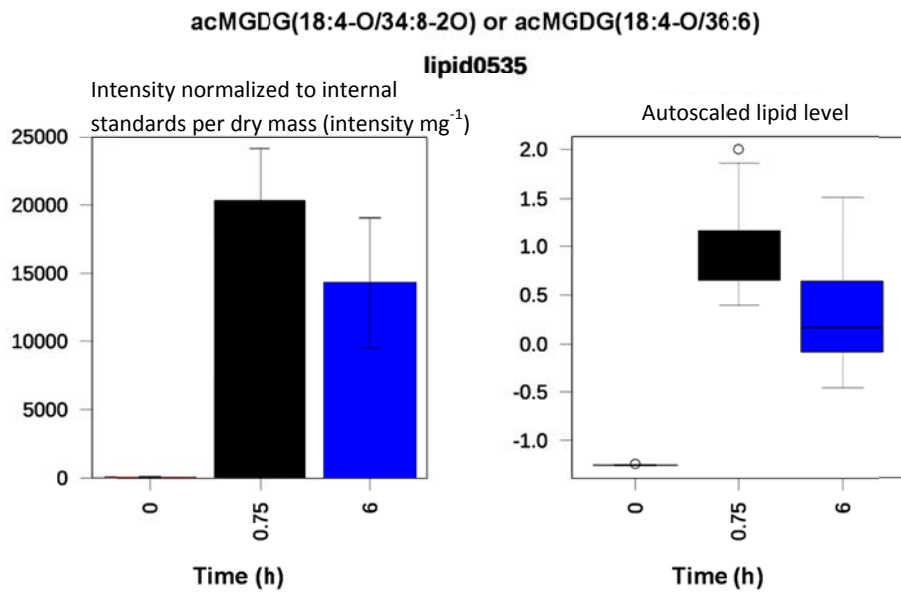 acMGDG(18:4-O/34:8-2O) or acMGDG(18:4-O/36:6)
lipid0535
Intensity normalized to internal
standards per dry mass (intensity mg⁻¹)
25000
20000
15000
10000
5000
0
0
0.75
6
Time (h)
Autoscaled lipid level
2.0
1.5
1.0
0.5
0.0
-0.5
-1.0
0
0.75
6
Time (h)